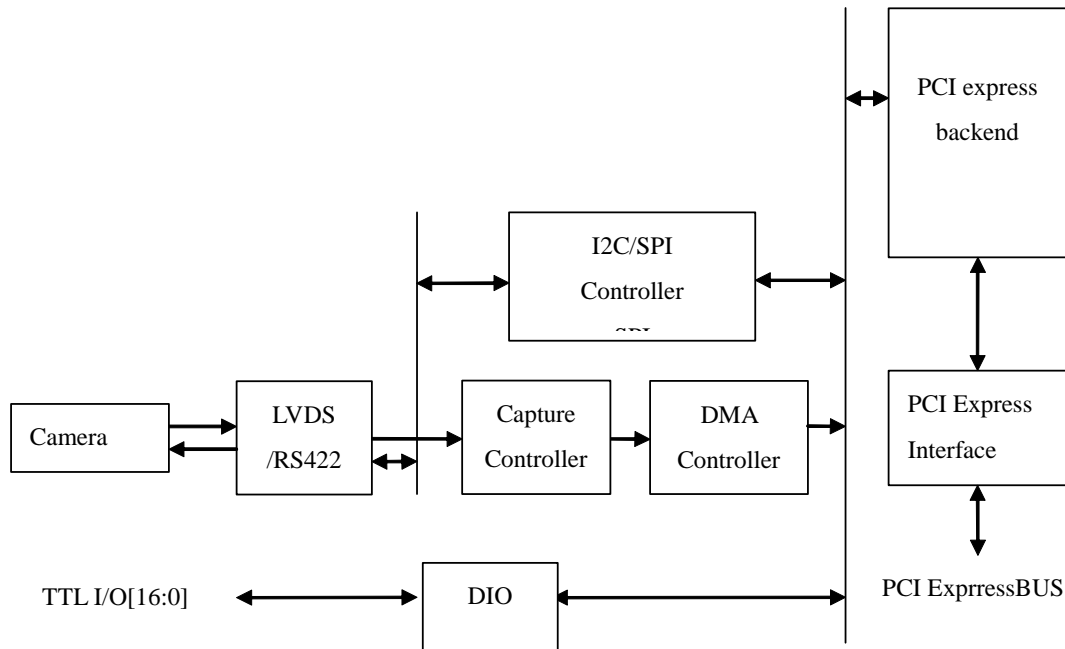 PCI express
backend
I2C/SPI
Controller
SPI
Camera
LVDS
/RS422
Capture
Controller
DMA
Controller
PCI Express
Interface
TTL I/O[16:0]
DIO
PCI ExprressBUS